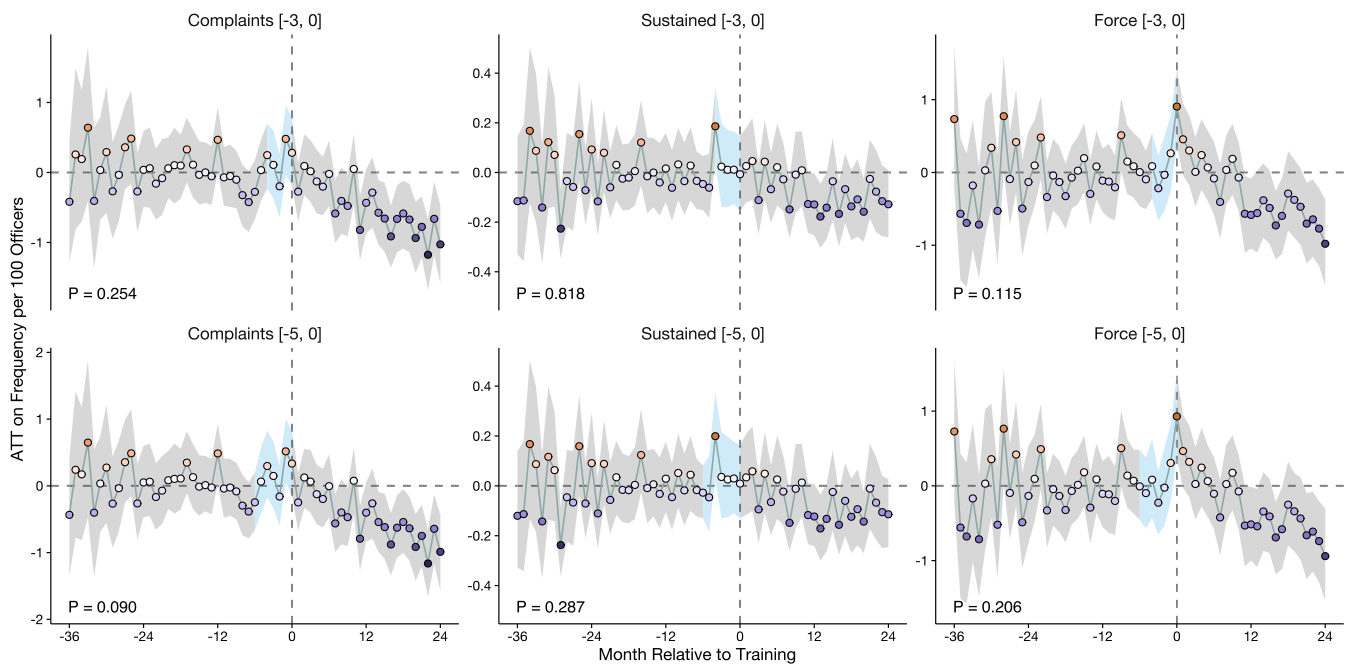 Complaints [-3, 0]
Sustained [-3, 0]
Force [-3, 0]
1
0
-1
P = 0.254
0.4
0.2
0.0
-0.2
-0.4
P = 0.818
1
0
-1
P = 0.115
ATT on Frequency per 100 Officers
Complaints [-5, 0]
Sustained [-5, 0]
Force [-5, 0]
2
1
0
-1
-2
P = 0.090
0.4
0.2
0.0
-0.2
-0.4
P = 0.287
1
0
-1
P = 0.206
-36 -24 -12 0 12 24
-36 -24 -12 0 12 24
-36 -24 -12 0 12 24
Month Relative to Training